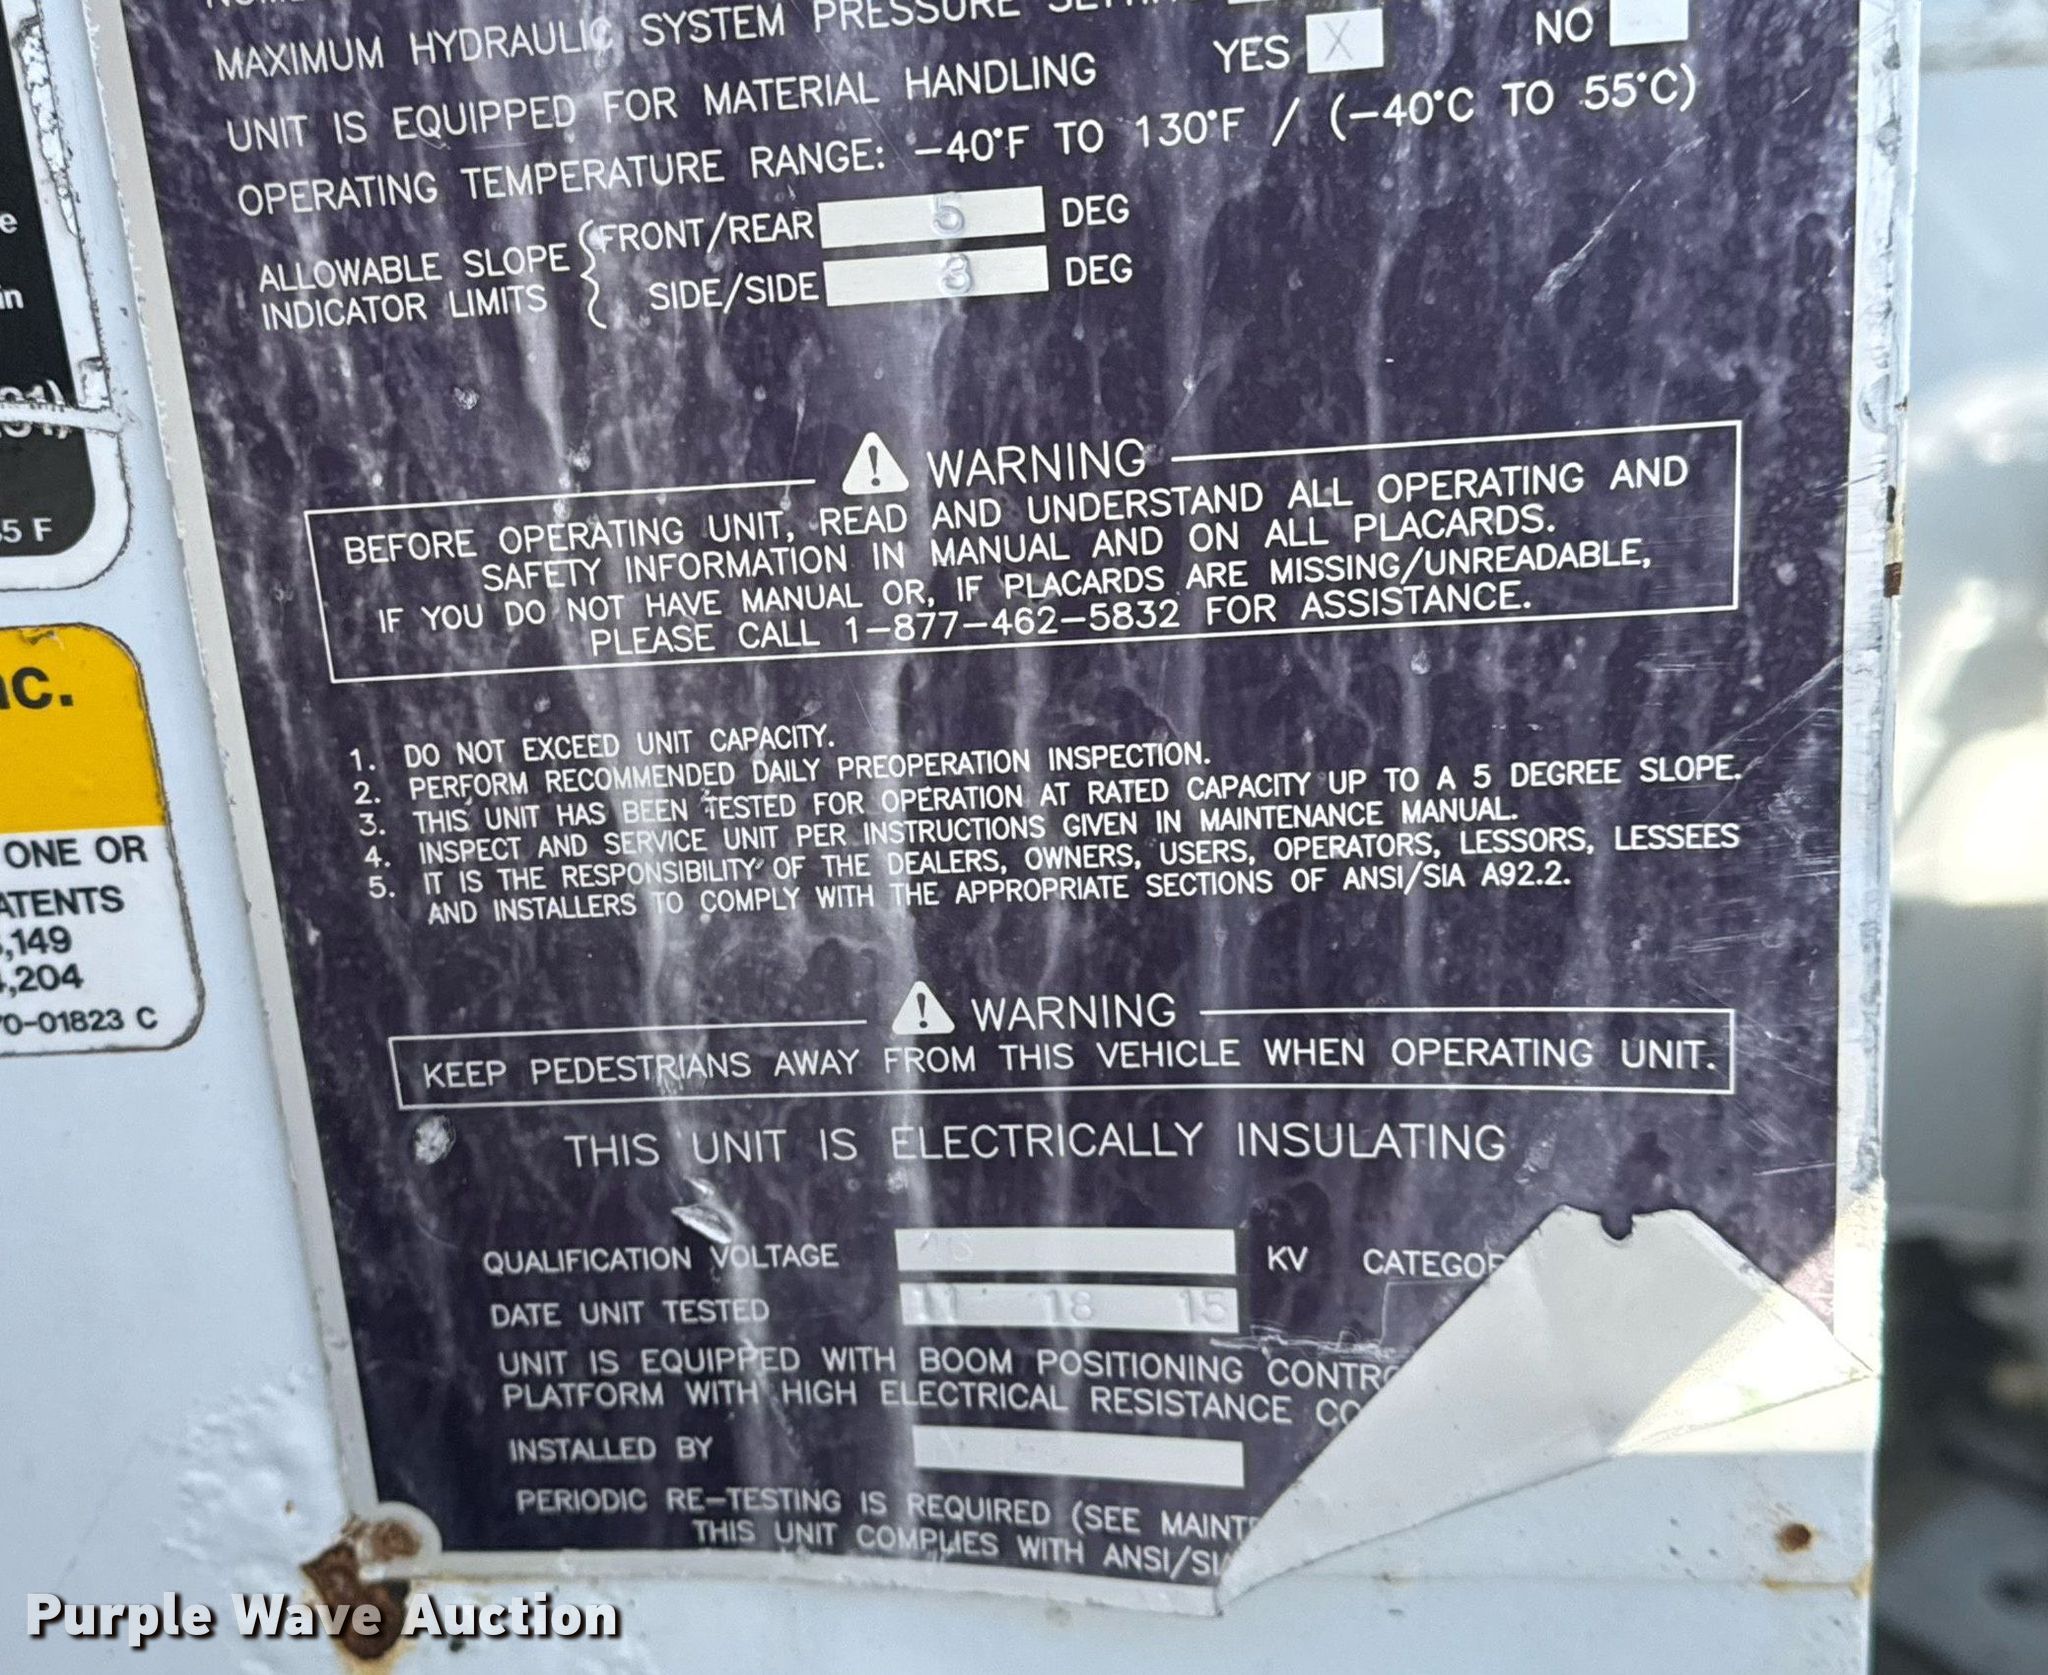 MAXIMUM HYDRAULIC SYSTEM PRESSURE
UNIT IS EQUIPPED FOR MATERIAL HANDLING YES X NO
OPERATING TEMPERATURE RANGE: -40°F TO 130°F / (-40°C TO 55°C)
ALLOWABLE SLOPE INDICATOR LIMITS
FRONT/REAR 5 DEG
SIDE/SIDE 3 DEG
WARNING
BEFORE OPERATING UNIT, READ AND UNDERSTAND ALL OPERATING AND
SAFETY INFORMATION IN MANUAL AND ON ALL PLACARDS.
IF YOU DO NOT HAVE MANUAL OR, IF PLACARDS ARE MISSING/UNREADABLE,
PLEASE CALL 1-877-462-5832 FOR ASSISTANCE.
1. DO NOT EXCEED UNIT CAPACITY.
2. PERFORM RECOMMENDED DAILY PREOPERATION INSPECTION.
3. THIS UNIT HAS BEEN TESTED FOR OPERATION AT RATED CAPACITY UP TO A 5 DEGREE SLOPE.
4. INSPECT AND SERVICE UNIT PER INSTRUCTIONS GIVEN IN MAINTENANCE MANUAL.
5. IT IS THE RESPONSIBILITY OF THE DEALERS, OWNERS, USERS, OPERATORS, LESSORS, LESSEES
AND INSTALLERS TO COMPLY WITH THE APPROPRIATE SECTIONS OF ANSI/SIA A92.2.
WARNING
KEEP PEDESTRIANS AWAY FROM THIS VEHICLE WHEN OPERATING UNIT.
THIS UNIT IS ELECTRICALLY INSULATING
QUALIFICATION VOLTAGE KV CATEGOR
DATE UNIT TESTED 11 18 15
UNIT IS EQUIPPED WITH BOOM POSITIONING CONTRO
PLATFORM WITH HIGH ELECTRICAL RESISTANCE CO
INSTALLED BY
PERIODIC RE-TESTING IS REQUIRED (SEE MAINT
THIS UNIT COMPLIES WITH ANSI/SI
5 F
nc.
ONE OR
ATENTS
,149
,204
70-01823 C
Purple Wave Auction